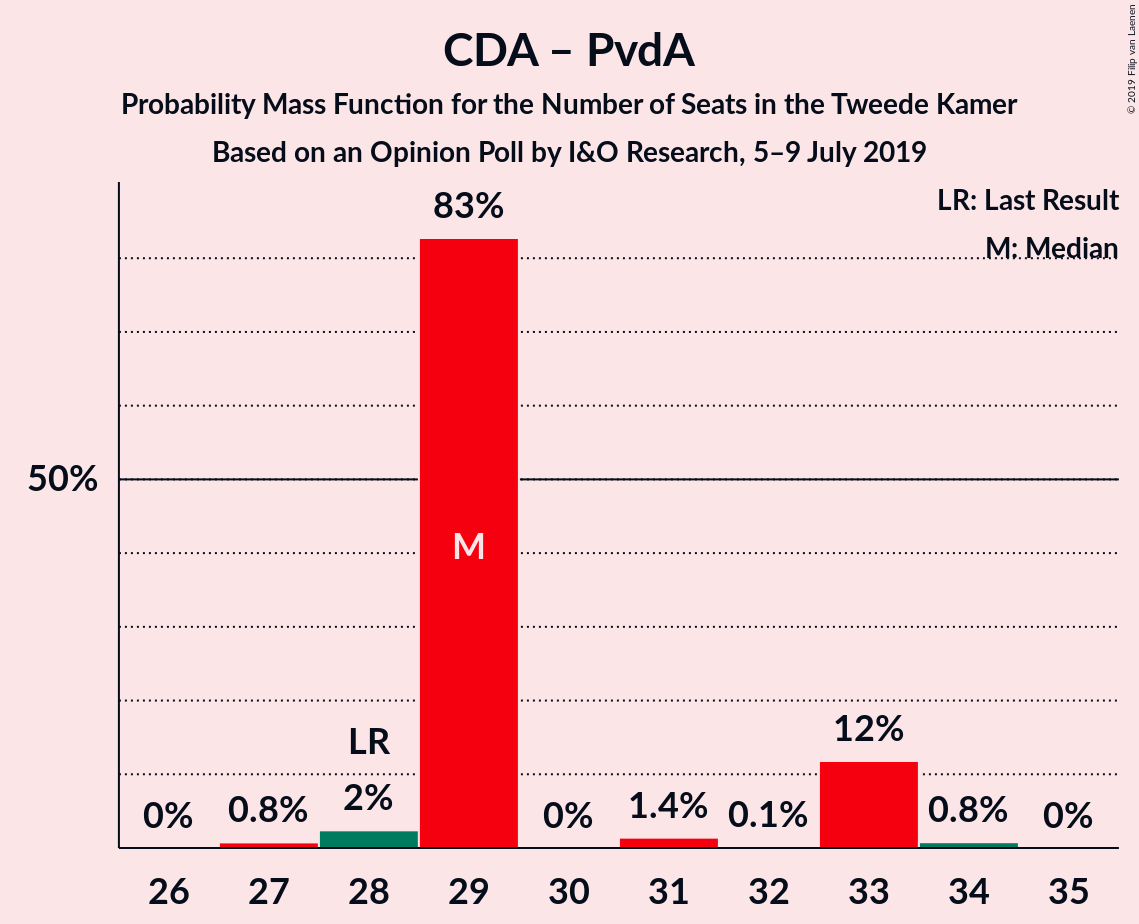 CDA – PvdA
Probability Mass Function for the Number of Seats in the Tweede Kamer
Based on an Opinion Poll by I&O Research, 5–9 July 2019
© 2019 Filip van Laenen
LR: Last Result
M: Median
83%
50%
M
LR
12%
0%
0.8%
2%
0%
1.4%
0.1%
0.8%
0%
26 27 28 29 30 31 32 33 34 35